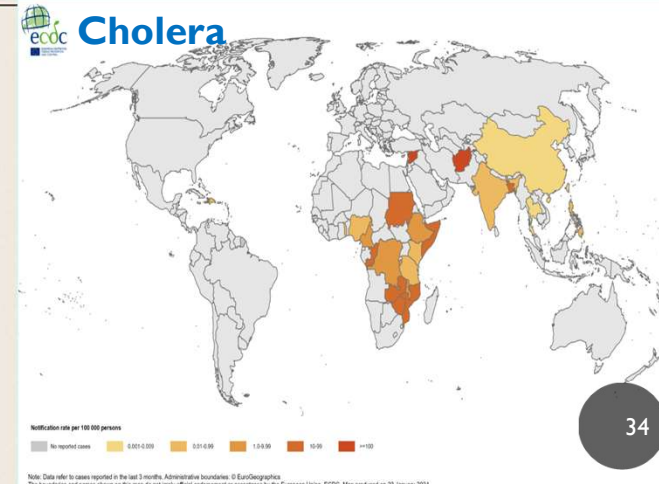 ecdc
Cholera
34
Notification rate per 100 000 persons
No reported cases 0.001-0.009 0.01-0.99 1.0-9.99 10-99 >=100
Note: Data refer to cases reported in the last 3 months. Administrative boundaries: © EuroGeographics